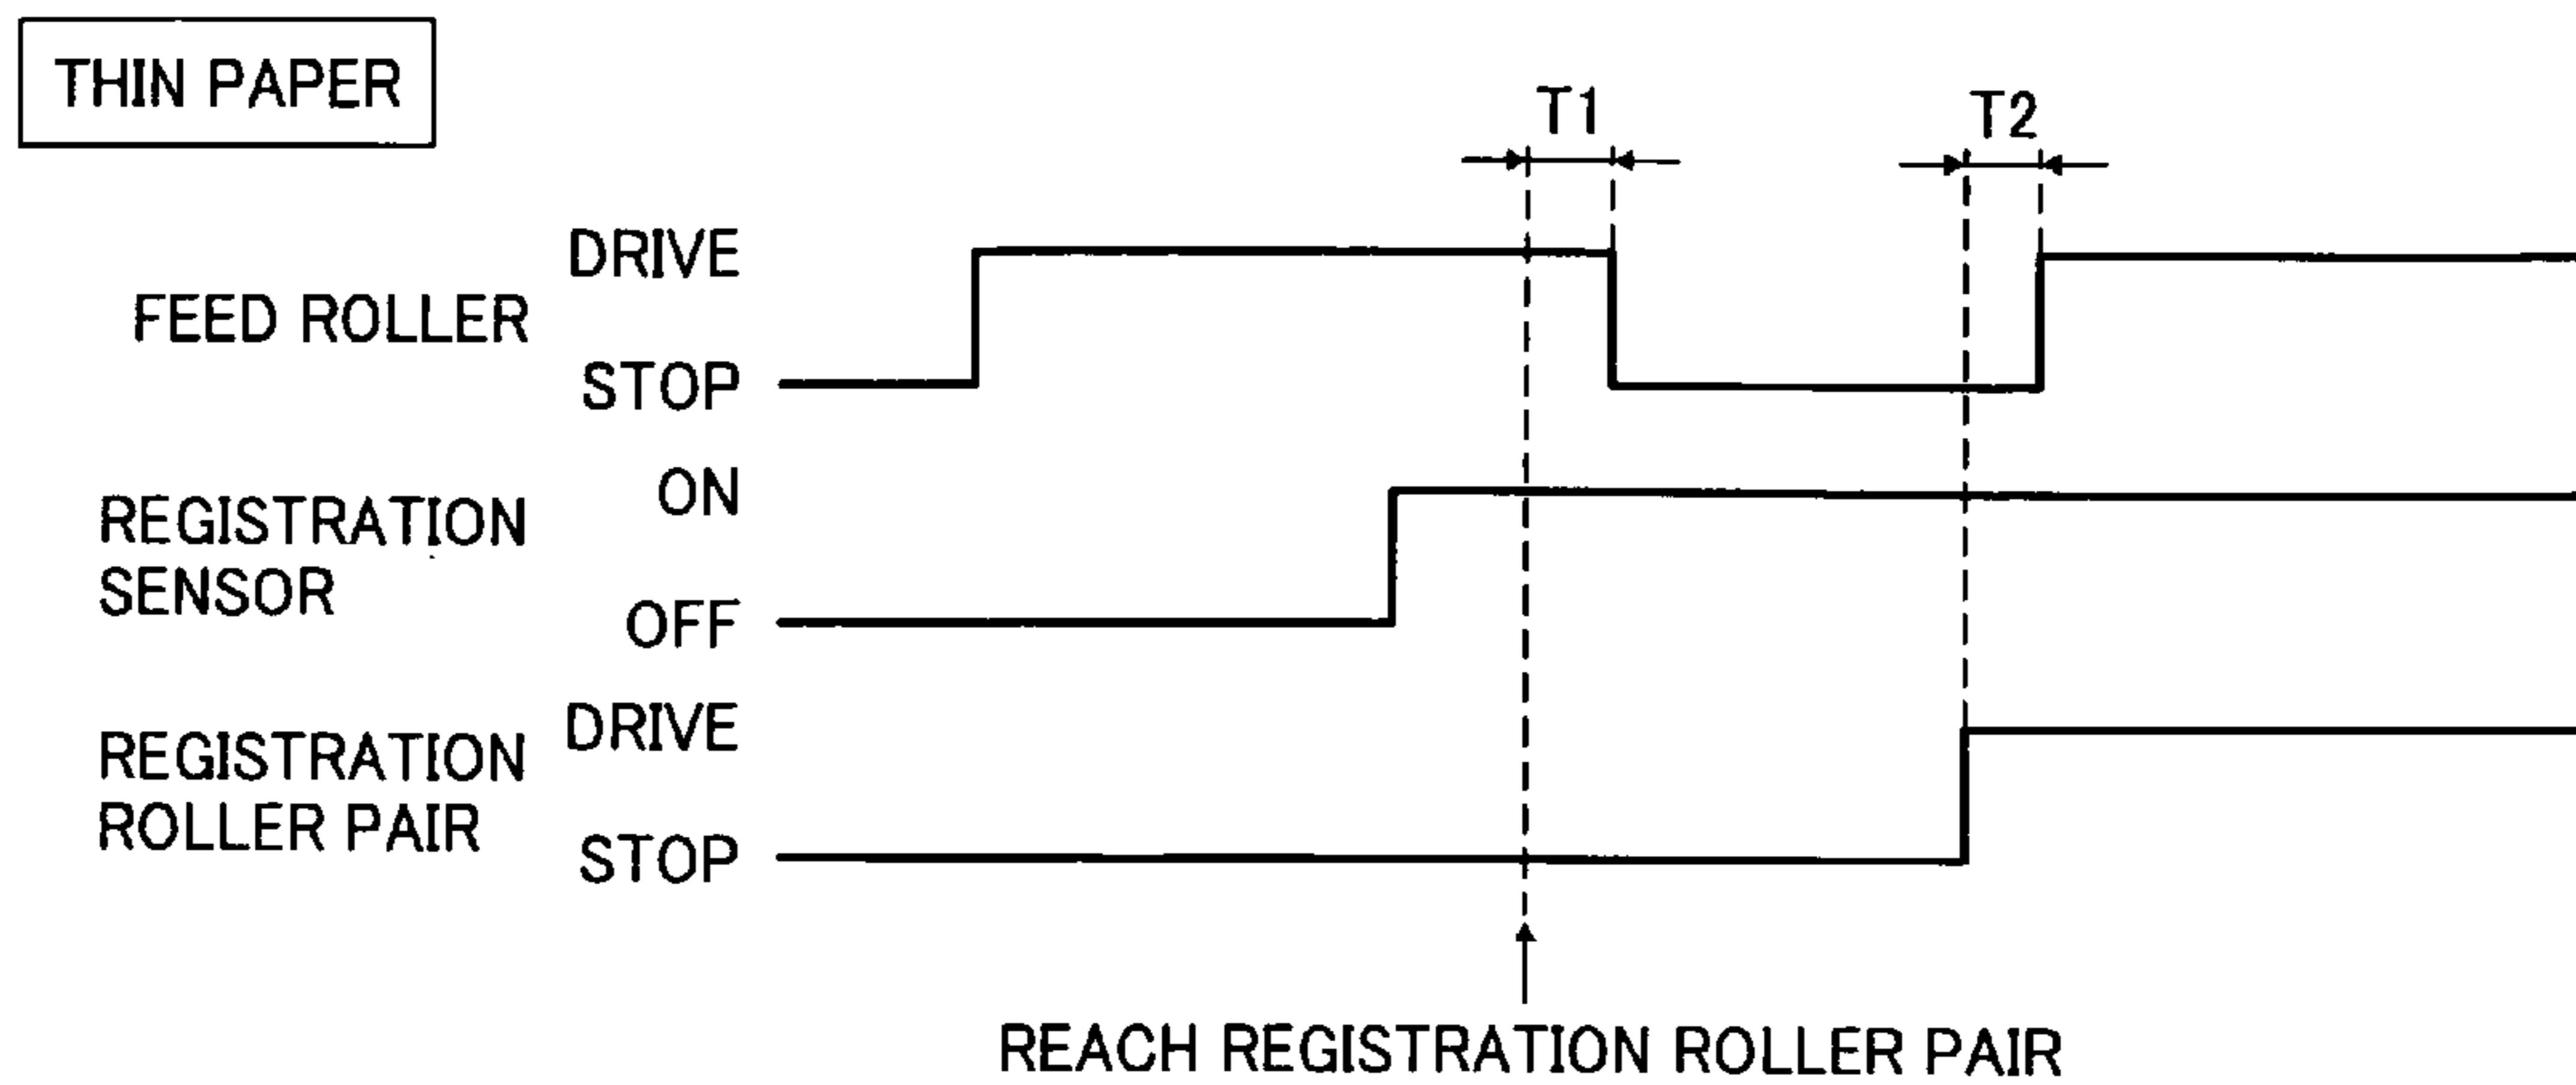 THIN PAPER
T1
T2
DRIVE
FEED ROLLER
STOP
ON
REGISTRATION
SENSOR
OFF
DRIVE
REGISTRATION
ROLLER PAIR
STOP
REACH REGISTRATION ROLLER PAIR